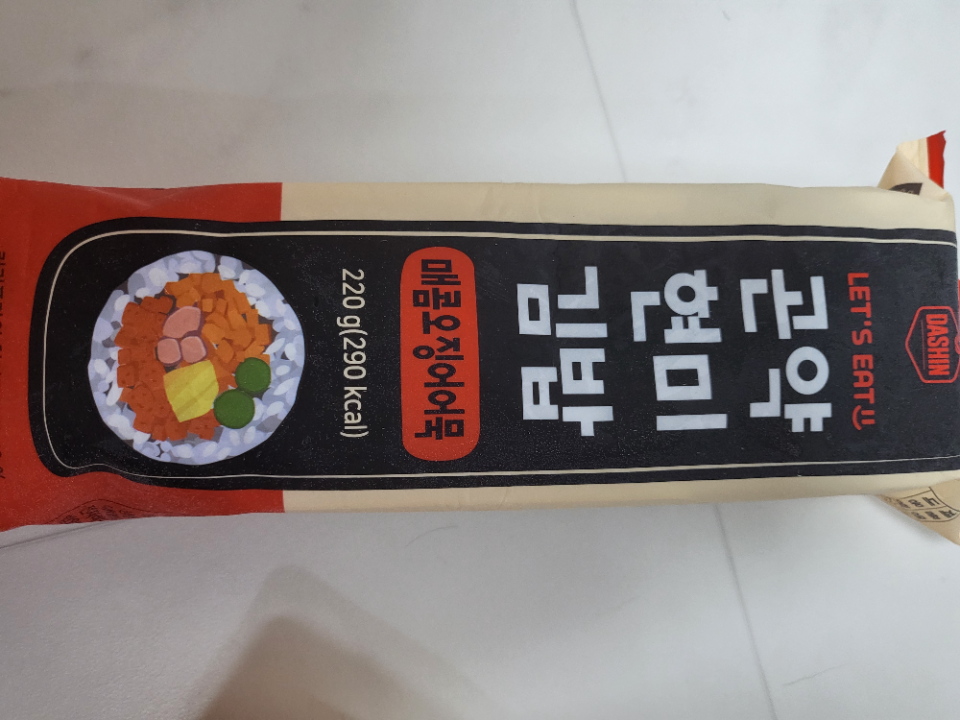 DASHIN
LET'S EAT
곤약
현미
김밥
매콤오징어어묵
220 g(290 kcal)